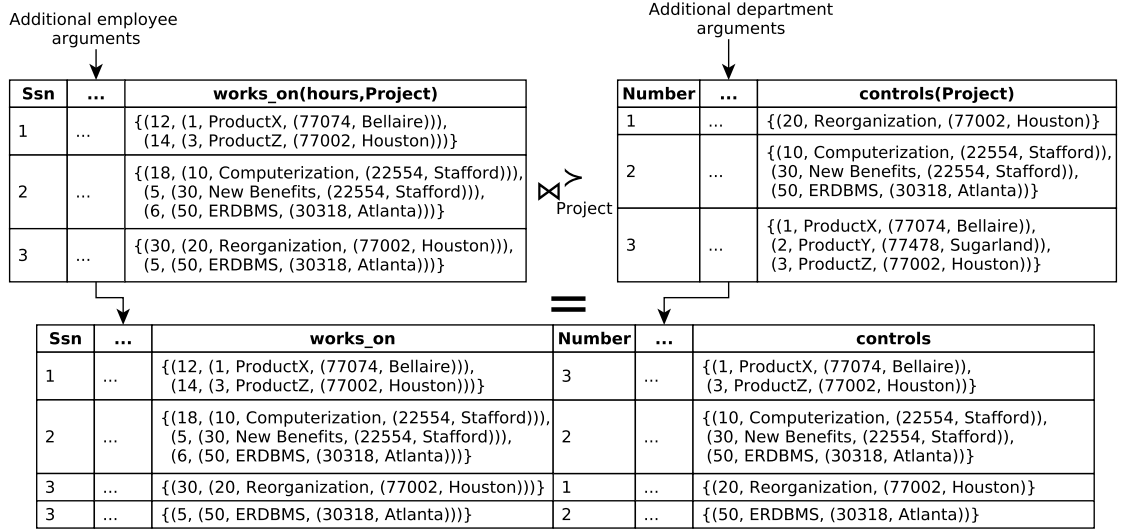 Additional employee
arguments
Additional department
arguments
Ssn ... works_on(hours,Project)
1 ... {(12, (1, ProductX, (77074, Bellaire))),
(14, (3, ProductZ, (77002, Houston)))}
2 ... {(18, (10, Computerization, (22554, Stafford))),
(5, (30, New Benefits, (22554, Stafford))),
(6, (50, ERDBMS, (30318, Atlanta)))}
3 ... {(30, (20, Reorganization, (77002, Houston))),
(5, (50, ERDBMS, (30318, Atlanta)))}
⋈≻
Project
Number ... controls(Project)
1 ... {(20, Reorganization, (77002, Houston)}
2 ... {(10, Computerization, (22554, Stafford)),
(30, New Benefits, (22554, Stafford)),
(50, ERDBMS, (30318, Atlanta))}
3 ... {(1, ProductX, (77074, Bellaire)),
(2, ProductY, (77478, Sugarland)),
(3, ProductZ, (77002, Houston))}
=
Ssn ... works_on Number ... controls
1 ... {(12, (1, ProductX, (77074, Bellaire))), 3 ... {(1, ProductX, (77074, Bellaire)),
(14, (3, ProductZ, (77002, Houston)))} (3, ProductZ, (77002, Houston))}
2 ... {(18, (10, Computerization, (22554, Stafford))), 2 ... {(10, Computerization, (22554, Stafford)),
(5, (30, New Benefits, (22554, Stafford))), (30, New Benefits, (22554, Stafford)),
(6, (50, ERDBMS, (30318, Atlanta)))} (50, ERDBMS, (30318, Atlanta))}
3 ... {(30, (20, Reorganization, (77002, Houston)))} 1 ... {(20, Reorganization, (77002, Houston)}
3 ... {(5, (50, ERDBMS, (30318, Atlanta)))} 2 ... {(50, ERDBMS, (30318, Atlanta))}